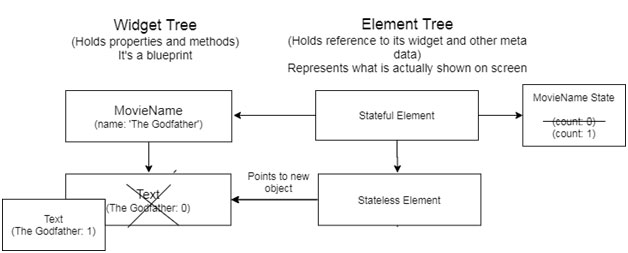 Widget Tree
(Holds properties and methods)
It's a blueprint
Element Tree
(Holds reference to its widget and other meta
data)
Represents what is actually shown on screen
MovieName
(name: 'The Godfather')
Stateful Element
MovieName State
(count: 0)
(count: 1)
Text
(The Godfather: 0)
Points to new
object
Stateless Element
Text
(The Godfather: 1)